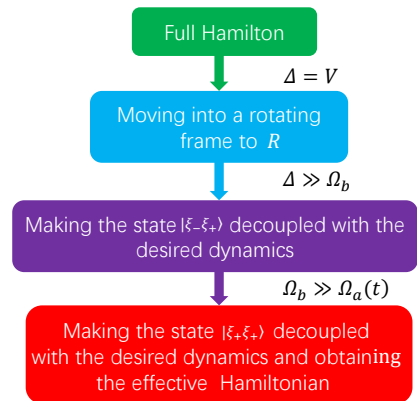 Full Hamilton
Δ = V
Moving into a rotating
frame to R
Δ ≫ Ω_b
Making the state |ξ₋ξ₊⟩ decoupled with the
desired dynamics
Ω_b ≫ Ω_a(t)
Making the state |ξ₊ξ₊⟩ decoupled
with the desired dynamics and obtaining
the effective Hamiltonian